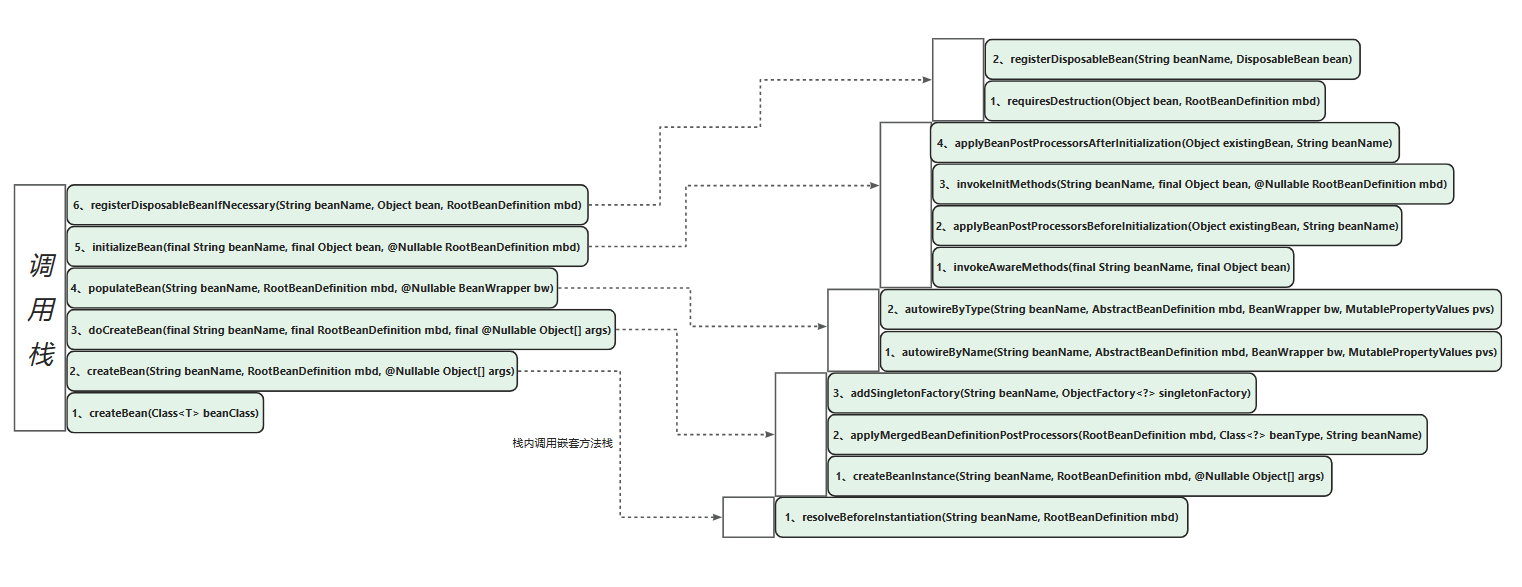 调
用
栈
6、registerDisposableBeanIfNecessary(String beanName, Object bean, RootBeanDefinition mbd)
5、initializeBean(final String beanName, final Object bean, @Nullable RootBeanDefinition mbd)
4、populateBean(String beanName, RootBeanDefinition mbd, @Nullable BeanWrapper bw)
3、doCreateBean(final String beanName, final RootBeanDefinition mbd, final @Nullable Object[] args)
2、createBean(String beanName, RootBeanDefinition mbd, @Nullable Object[] args)
1、createBean(Class<T> beanClass)
栈内调用嵌套方法栈
2、registerDisposableBean(String beanName, DisposableBean bean)
1、requiresDestruction(Object bean, RootBeanDefinition mbd)
4、applyBeanPostProcessorsAfterInitialization(Object existingBean, String beanName)
3、invokeInitMethods(String beanName, final Object bean, @Nullable RootBeanDefinition mbd)
2、applyBeanPostProcessorsBeforeInitialization(Object existingBean, String beanName)
1、invokeAwareMethods(final String beanName, final Object bean)
2、autowireByType(String beanName, AbstractBeanDefinition mbd, BeanWrapper bw, MutablePropertyValues pvs)
1、autowireByName(String beanName, AbstractBeanDefinition mbd, BeanWrapper bw, MutablePropertyValues pvs)
3、addSingletonFactory(String beanName, ObjectFactory<?> singletonFactory)
2、applyMergedBeanDefinitionPostProcessors(RootBeanDefinition mbd, Class<?> beanType, String beanName)
1、createBeanInstance(String beanName, RootBeanDefinition mbd, @Nullable Object[] args)
1、resolveBeforeInstantiation(String beanName, RootBeanDefinition mbd)